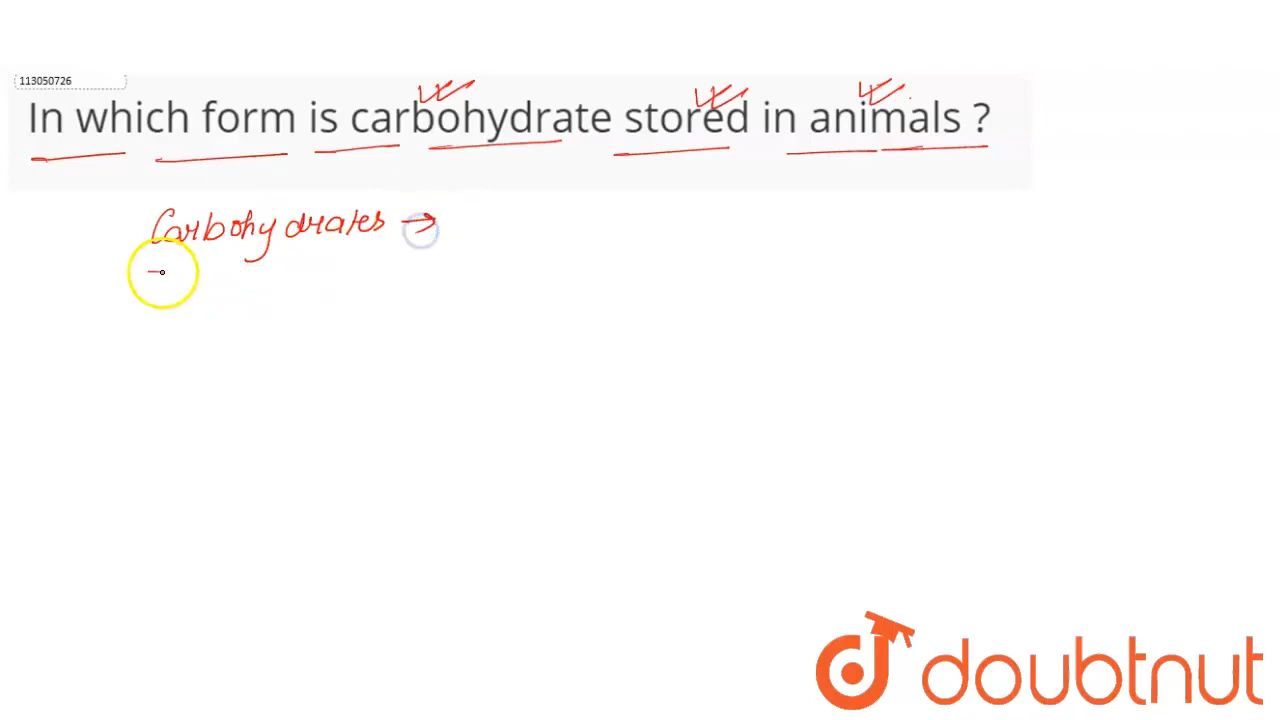 113050726
In which form is carbohydrate stored in animals ?
Carbohydrates →
doubtnut